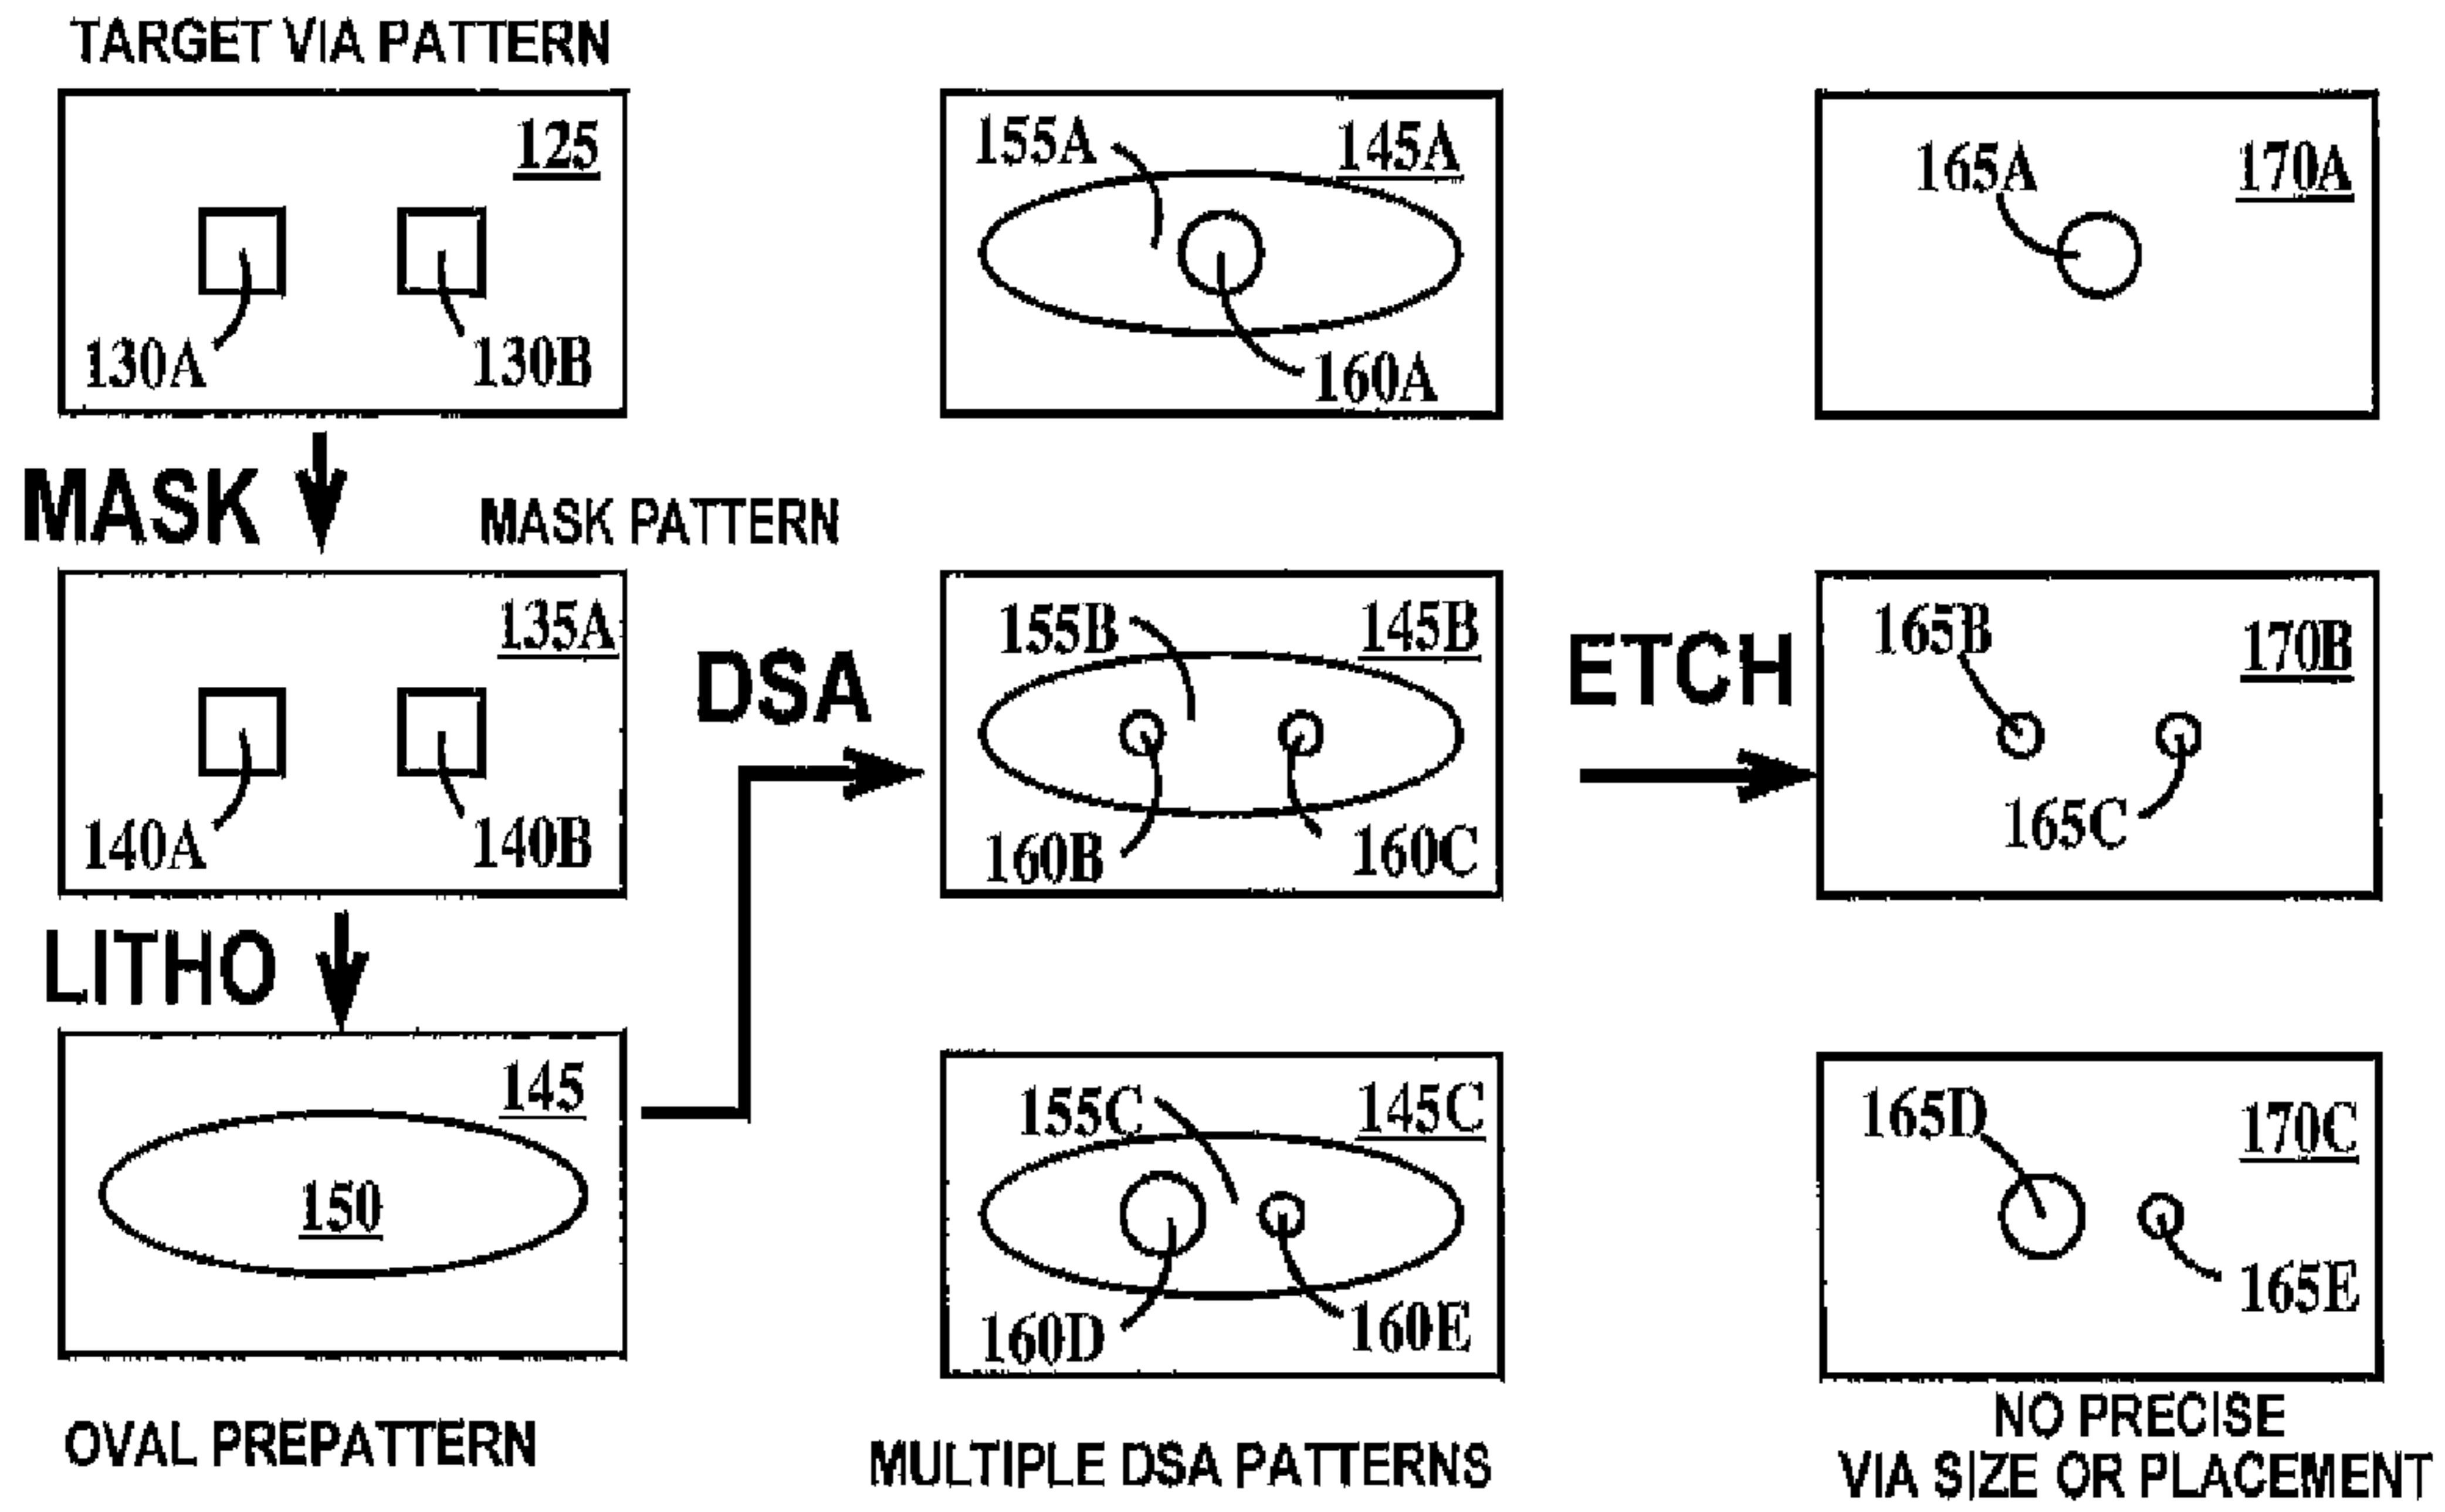 TARGET VIA PATTERN
125
130A
130B
MASK
MASK PATTERN
135A
140A
140B
LITHO
145
150
OVAL PREPATTERN
DSA
155A
145A
160A
155B
145B
160B
160C
155C
145C
160D
160E
MULTIPLE DSA PATTERNS
ETCH
165A
170A
165B
170B
165C
165D
170C
165E
NO PRECISE
VIA SIZE OR PLACEMENT